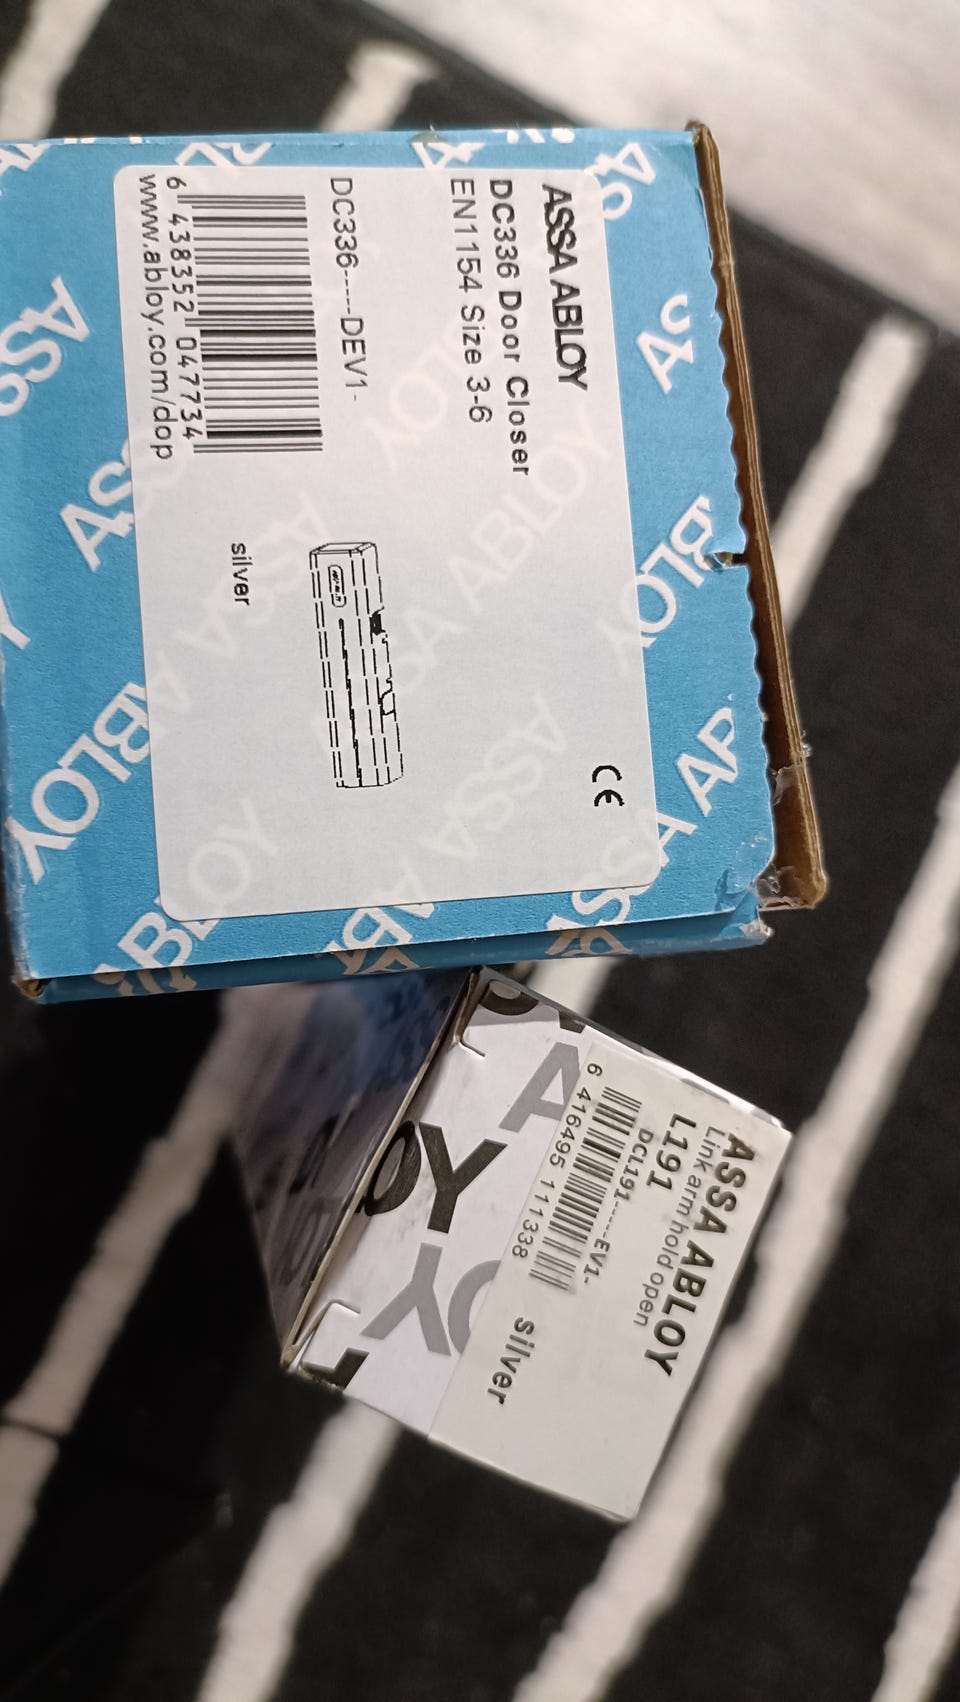 ASSA ABLOY
DC336 Door Closer
EN1154 Size 3-6
CE
DC336-----DEV1-
6 438352 047734
www.abloy.com/dop
silver
ASSA ABLOY
Link arm hold open
L191
DCL191-----EV1-
6 416495 111338
silver